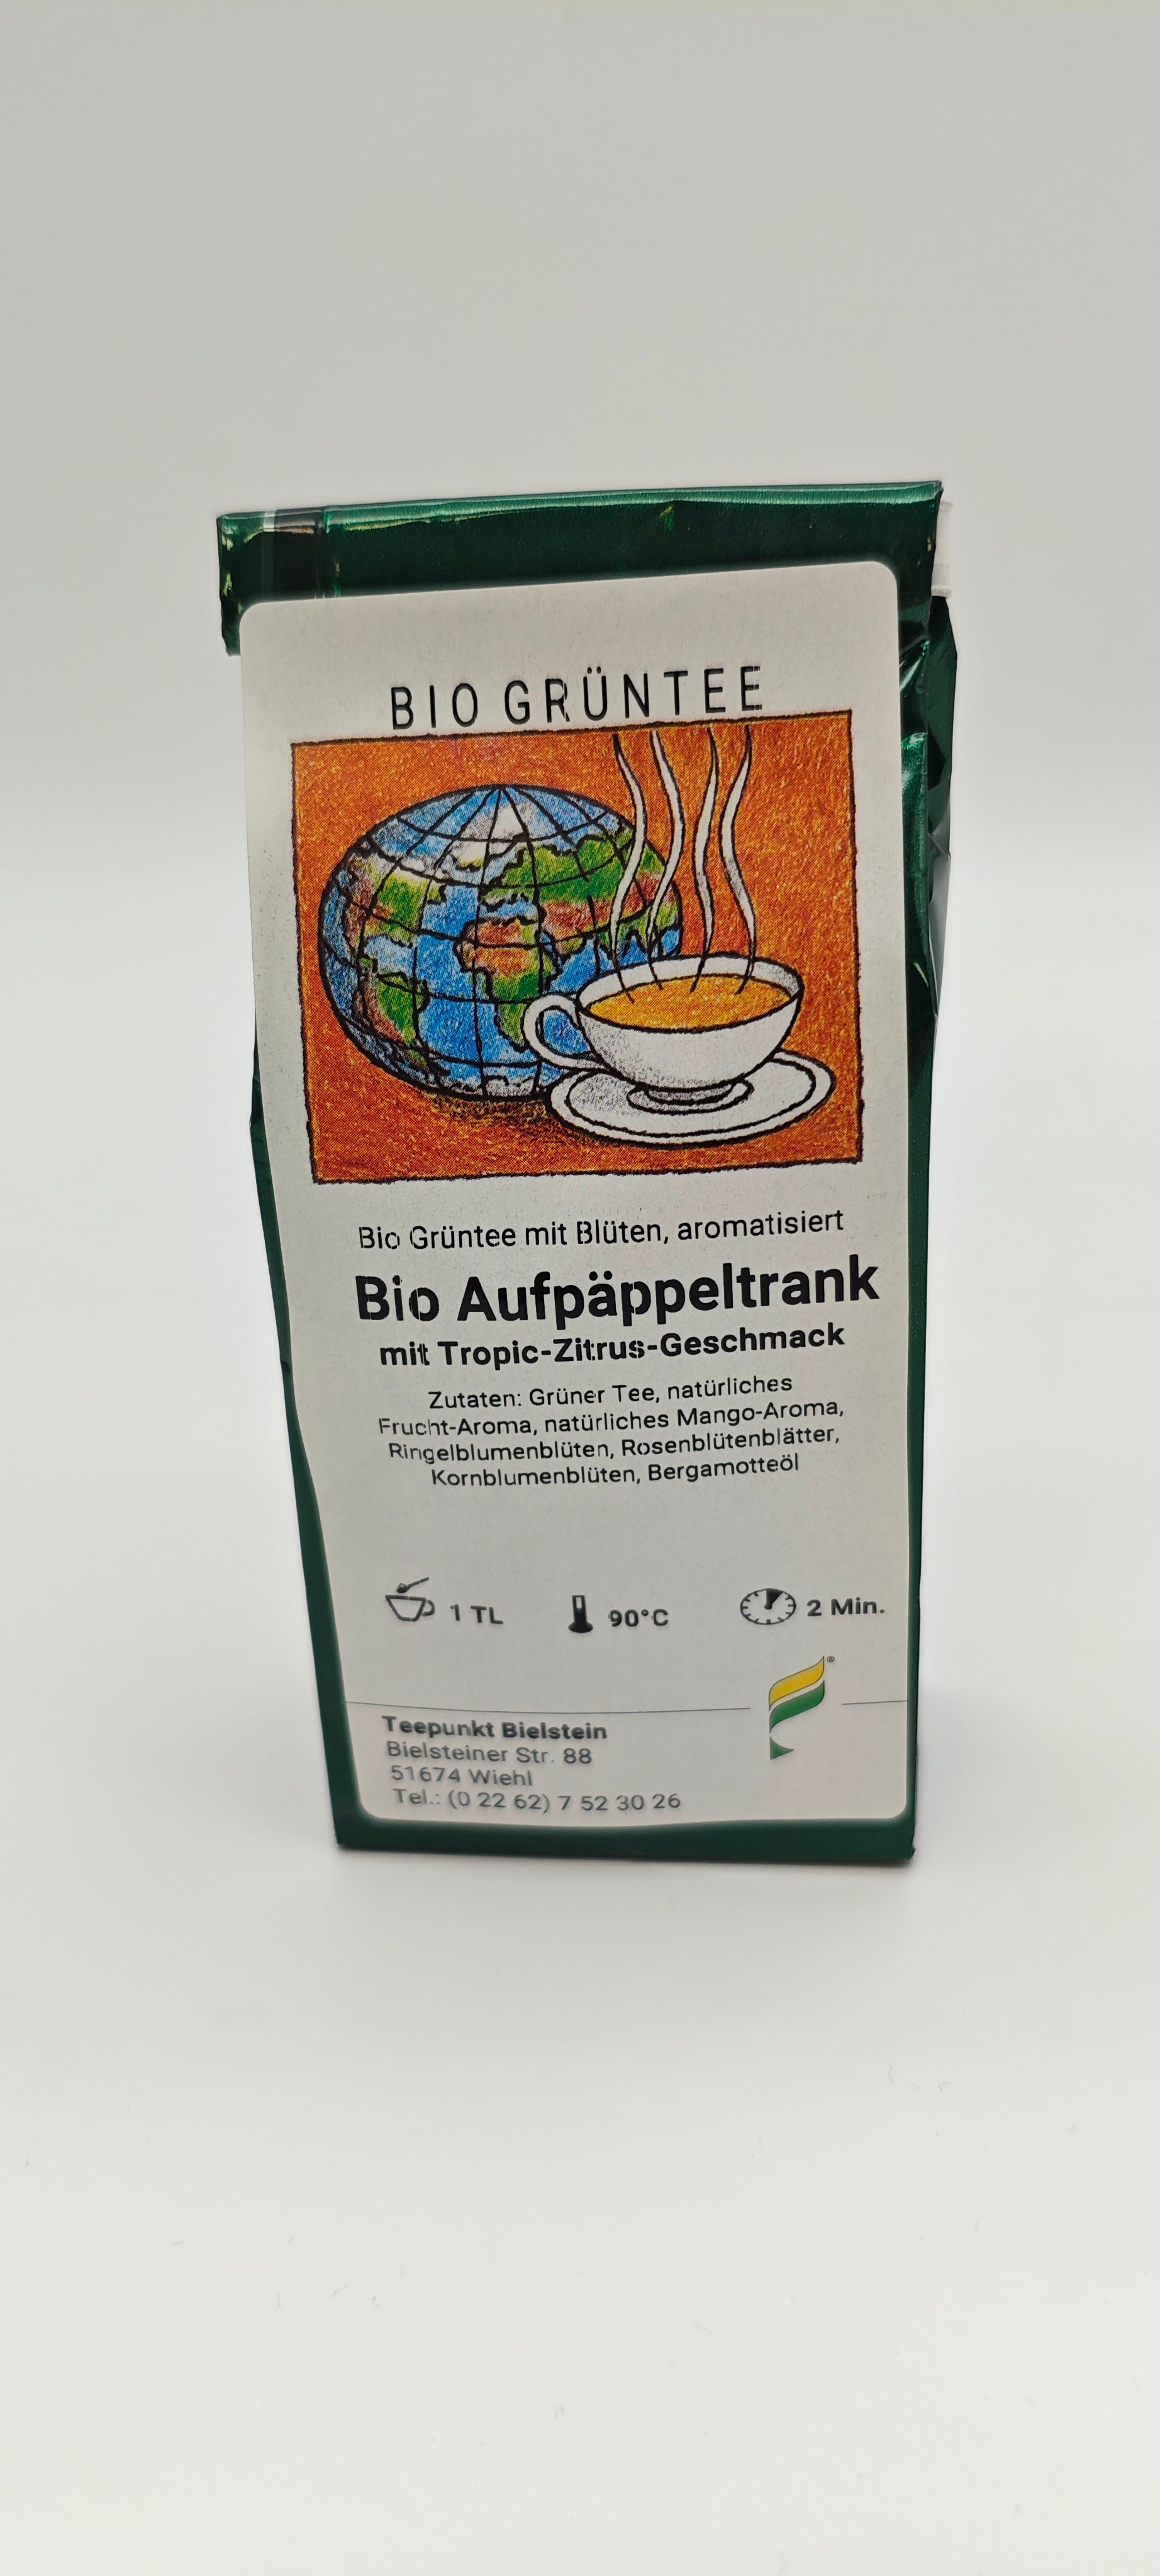 BIO GRÜNTEE
Bio Grüntee mit Blüten, aromatisiert
Bio Aufpäppeltrank
mit Tropic-Zitrus-Geschmack
Zutaten: Grüner Tee, natürliches
Frucht-Aroma, natürliches Mango-Aroma,
Ringelblumenblüten, Rosenblütenblätter,
Kornblumenblüten, Bergamotteöl
1 TL 90°C 2 Min.
®
Teepunkt Bielstein
Bielsteiner Str. 88
51674 Wiehl
Tel.: (0 22 62) 7 52 30 26